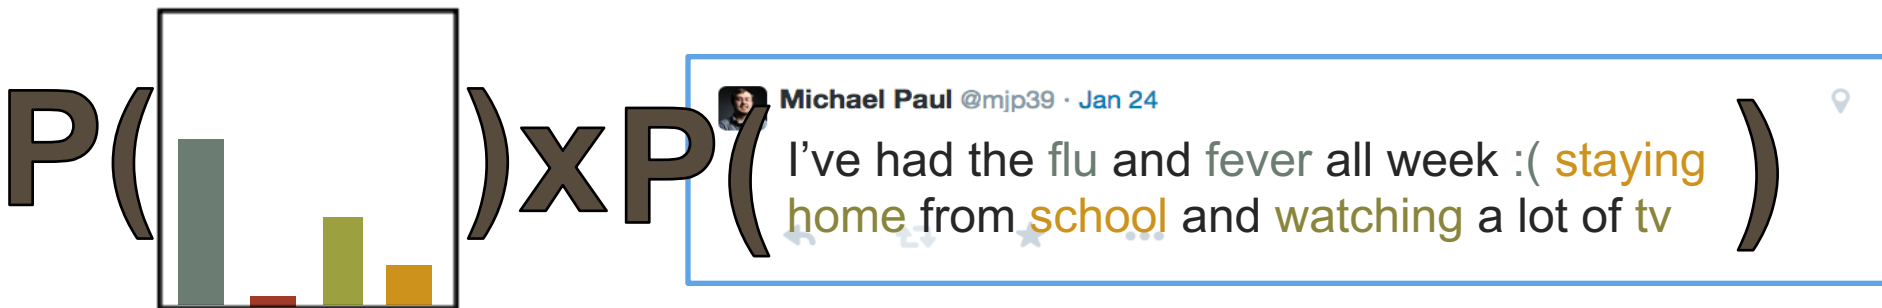 P( )xP( )
Michael Paul @mjp39 · Jan 24
I've had the flu and fever all week :( staying
home from school and watching a lot of tv